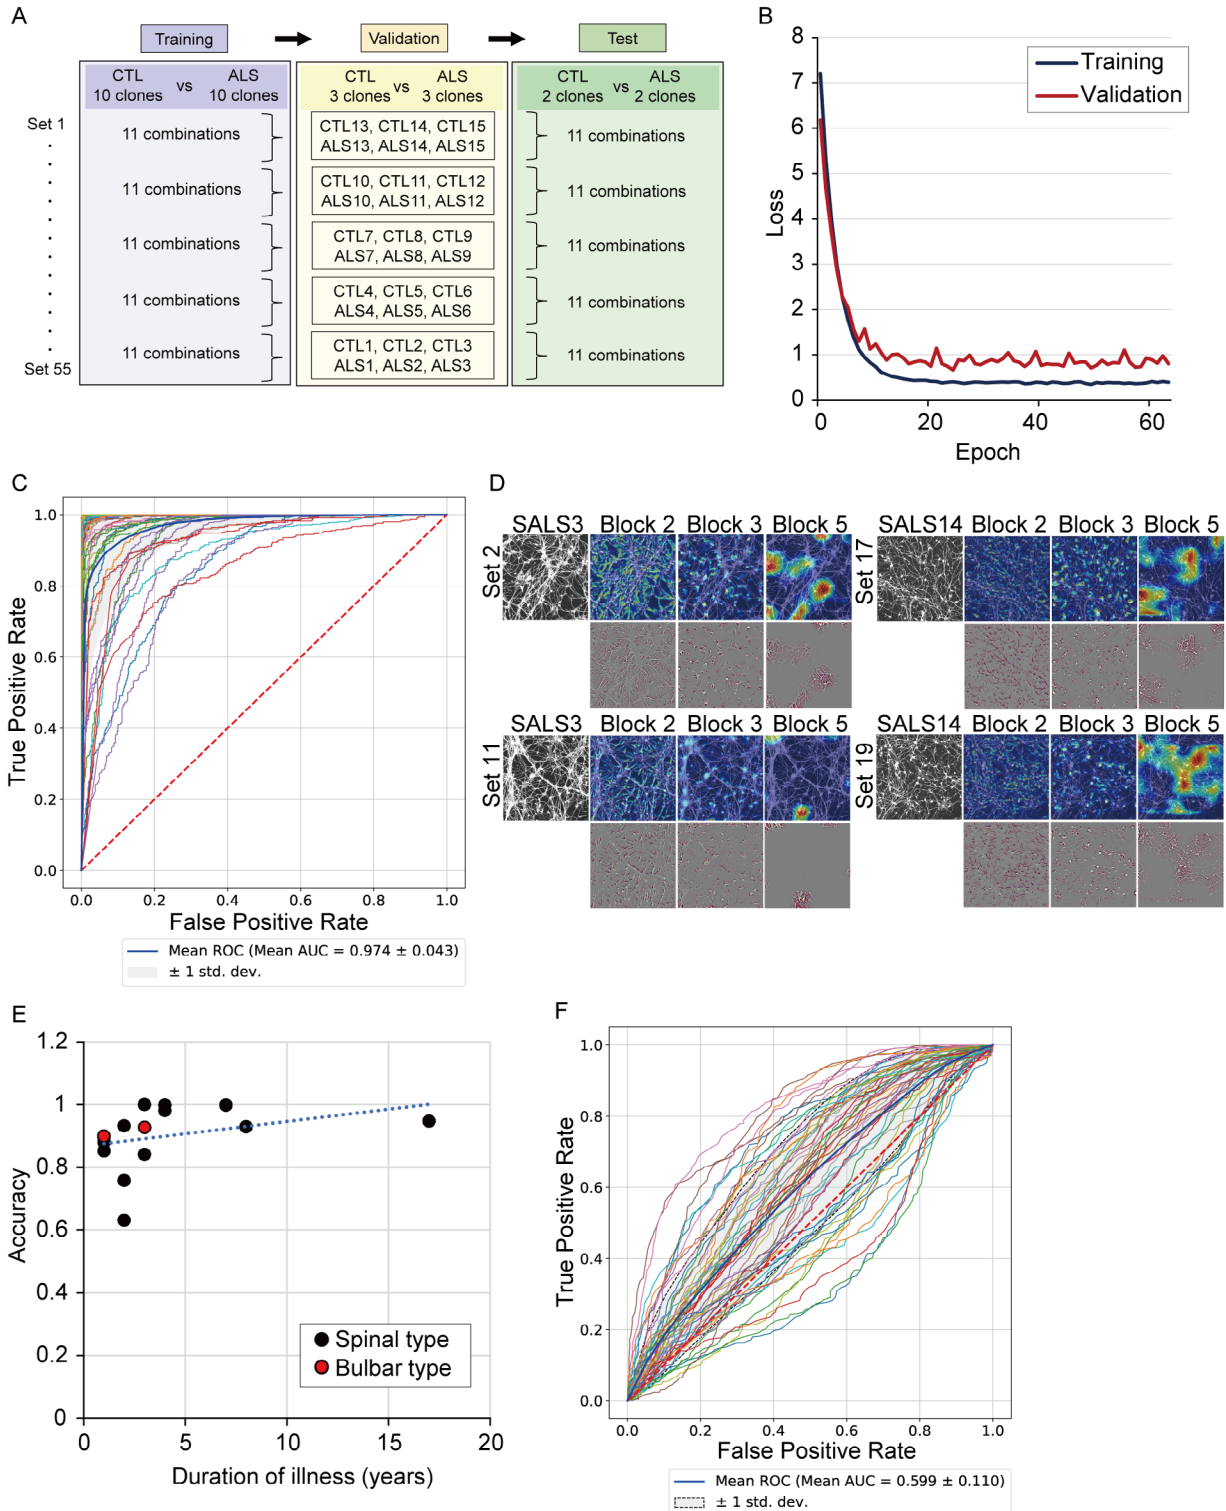 A
Training
Validation
Test
CTL
10 clones
vs
ALS
10 clones
CTL
3 clones
vs
ALS
3 clones
CTL
2 clones
vs
ALS
2 clones
Set 1
11 combinations
CTL13, CTL14, CTL15
ALS13, ALS14, ALS15
11 combinations
11 combinations
CTL10, CTL11, CTL12
ALS10, ALS11, ALS12
11 combinations
11 combinations
CTL7, CTL8, CTL9
ALS7, ALS8, ALS9
11 combinations
11 combinations
CTL4, CTL5, CTL6
ALS4, ALS5, ALS6
11 combinations
11 combinations
CTL1, CTL2, CTL3
ALS1, ALS2, ALS3
11 combinations
Set 55
B
8
7
6
5
4
3
2
1
0
Loss
0
20
40
60
Epoch
Training
Validation
C
1.0
0.8
0.6
0.4
0.2
0.0
True Positive Rate
0.0
0.2
0.4
0.6
0.8
1.0
False Positive Rate
Mean ROC (Mean AUC = 0.974 ± 0.043)
± 1 std. dev.
D
SALS3
Block 2
Block 3
Block 5
Set 2
SALS14
Block 2
Block 3
Block 5
Set 17
SALS3
Block 2
Block 3
Block 5
Set 11
SALS14
Block 2
Block 3
Block 5
Set 19
E
1.2
1
0.8
0.6
0.4
0.2
0
Accuracy
0
5
10
15
20
Duration of illness (years)
Spinal type
Bulbar type
F
1.0
0.8
0.6
0.4
0.2
0.0
True Positive Rate
0.0
0.2
0.4
0.6
0.8
1.0
False Positive Rate
Mean ROC (Mean AUC = 0.599 ± 0.110)
± 1 std. dev.